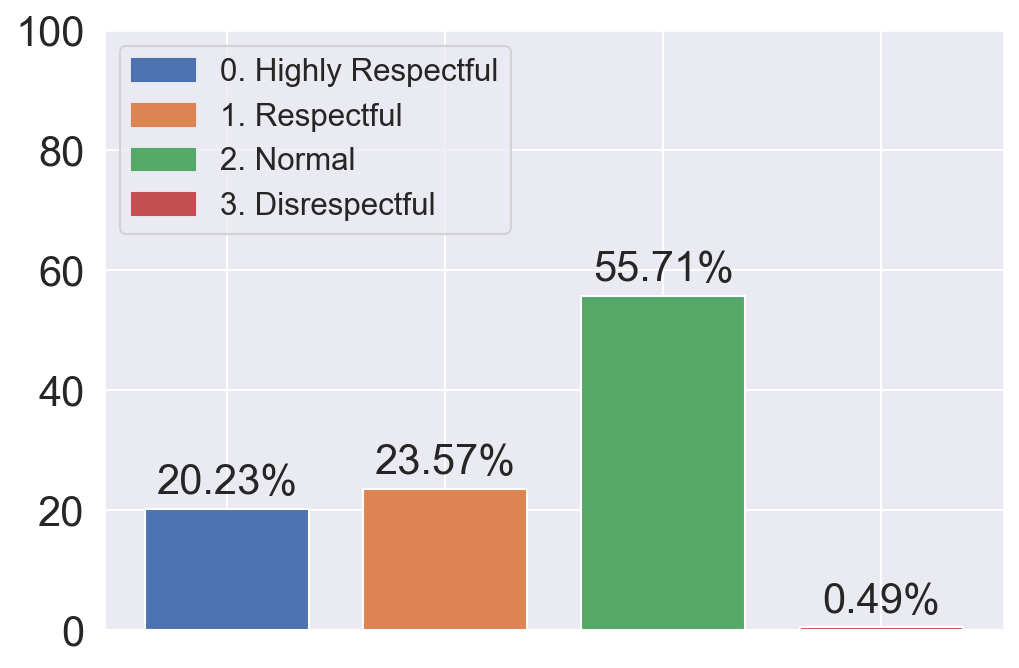 100
80
60
40
20
0
0. Highly Respectful
1. Respectful
2. Normal
3. Disrespectful
20.23%
23.57%
55.71%
0.49%